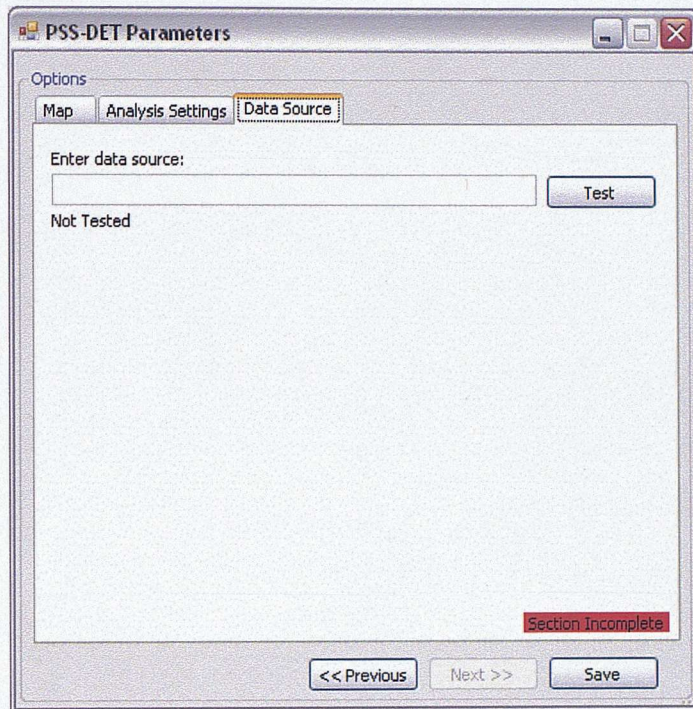 PSS-DET Parameters
Options
Map Analysis Settings Data Source
Enter data source:
Test
Not Tested
Section Incomplete
<< Previous Next >> Save